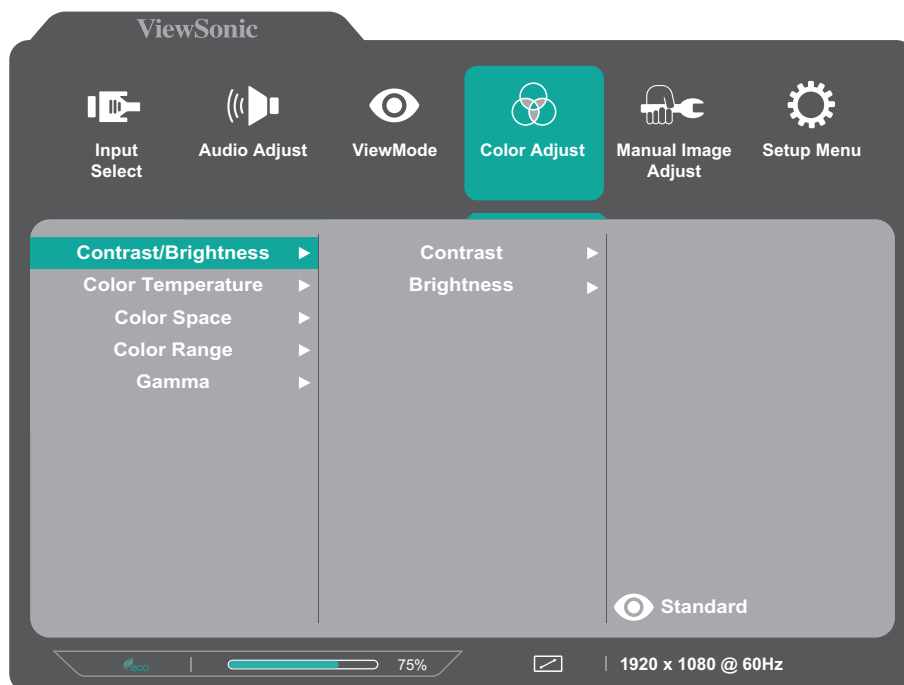 ViewSonic
Input
Select
Audio Adjust
ViewMode
Color Adjust
Manual Image
Adjust
Setup Menu
Contrast/Brightness
Color Temperature
Color Space
Color Range
Gamma
Contrast
Brightness
Standard
eco
75%
1920 x 1080 @ 60Hz